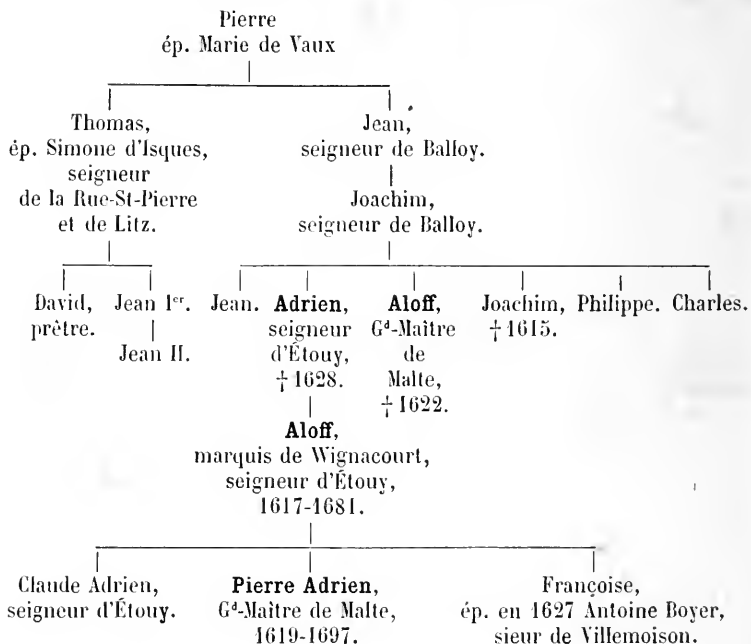 Pierre
ép. Marie de Vaux
Thomas,
ép. Simone d'Isques,
seigneur
de la Rue-St-Pierre
et de Litz.
Jean,
seigneur de Balloy.
Joachim,
seigneur de Balloy.
David,
prêtre.
Jean Ier.
Jean II.
Jean.
Adrien,
seigneur
d'Étouy,
† 1628.
Aloff,
Gd-Maître
de
Malte,
† 1622.
Joachim,
† 1615.
Philippe.
Charles.
Aloff,
marquis de Wignacourt,
seigneur d'Étouy,
1617-1681.
Claude Adrien,
seigneur d'Étouy.
Pierre Adrien,
Gd-Maître de Malte,
1619-1697.
Françoise,
ép. en 1627 Antoine Boyer,
sieur de Villemoison.